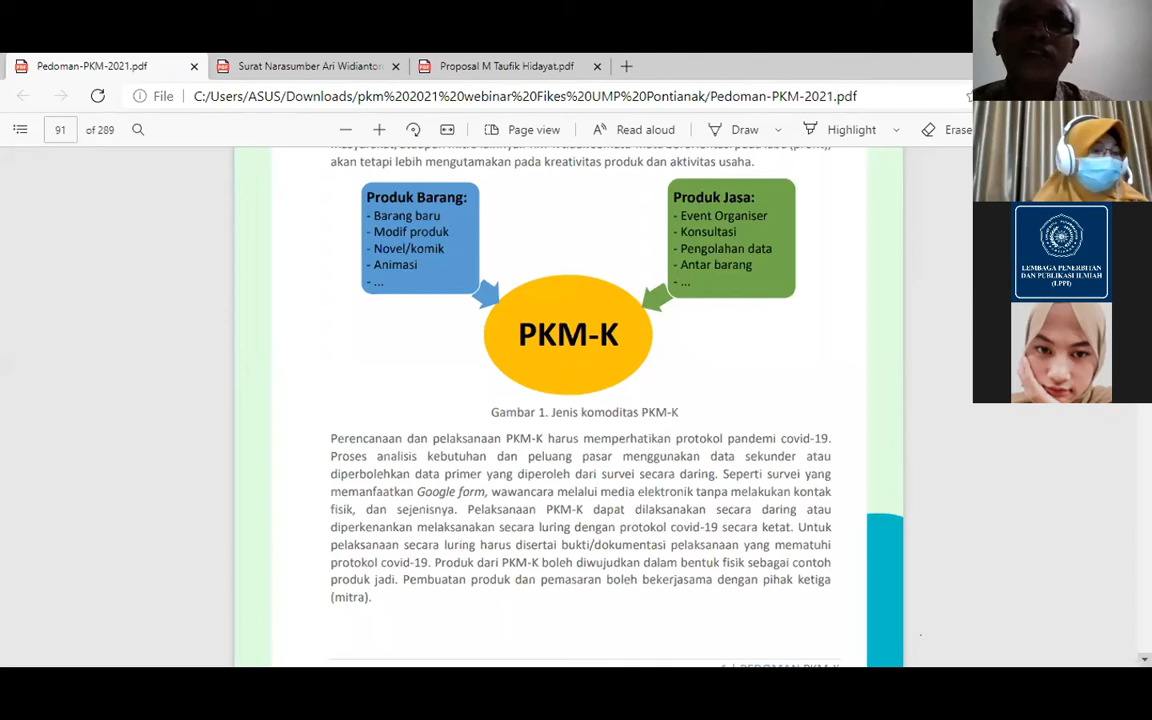 Pedoman-PKM-2021.pdf
Surat Narasumber Ari Widiantor
Proposal M Taufik Hidayat.pdf
File
C:/Users/ASUS/Downloads/pkm%202021%20webinar%20Fikes%20UMP%20Pontianak/Pedoman-PKM-2021.pdf
91 of 289
Page view
Read aloud
Draw
Highlight
Erase
akan tetapi lebih mengutamakan pada kreativitas produk dan aktivitas usaha.
Produk Barang:
- Barang baru
- Modif produk
- Novel/komik
- Animasi
- ...
Produk Jasa:
- Event Organiser
- Konsultasi
- Pengolahan data
- Antar barang
- ...
PKM-K
Gambar 1. Jenis komoditas PKM-K
Perencanaan dan pelaksanaan PKM-K harus memperhatikan protokol pandemi covid-19.
Proses analisis kebutuhan dan peluang pasar menggunakan data sekunder atau
diperbolehkan data primer yang diperoleh dari survei secara daring. Seperti survei yang
memanfaatkan Google form, wawancara melalui media elektronik tanpa melakukan kontak
fisik, dan sejenisnya. Pelaksanaan PKM-K dapat dilaksanakan secara daring atau
diperkenankan melaksanakan secara luring dengan protokol covid-19 secara ketat. Untuk
pelaksanaan secara luring harus disertai bukti/dokumentasi pelaksanaan yang mematuhi
protokol covid-19. Produk dari PKM-K boleh diwujudkan dalam bentuk fisik sebagai contoh
produk jadi. Pembuatan produk dan pemasaran boleh bekerjasama dengan pihak ketiga
(mitra).
LEMBAGA PENERBITAN
DAN PUBLIKASI ILMIAH
(LPPI)